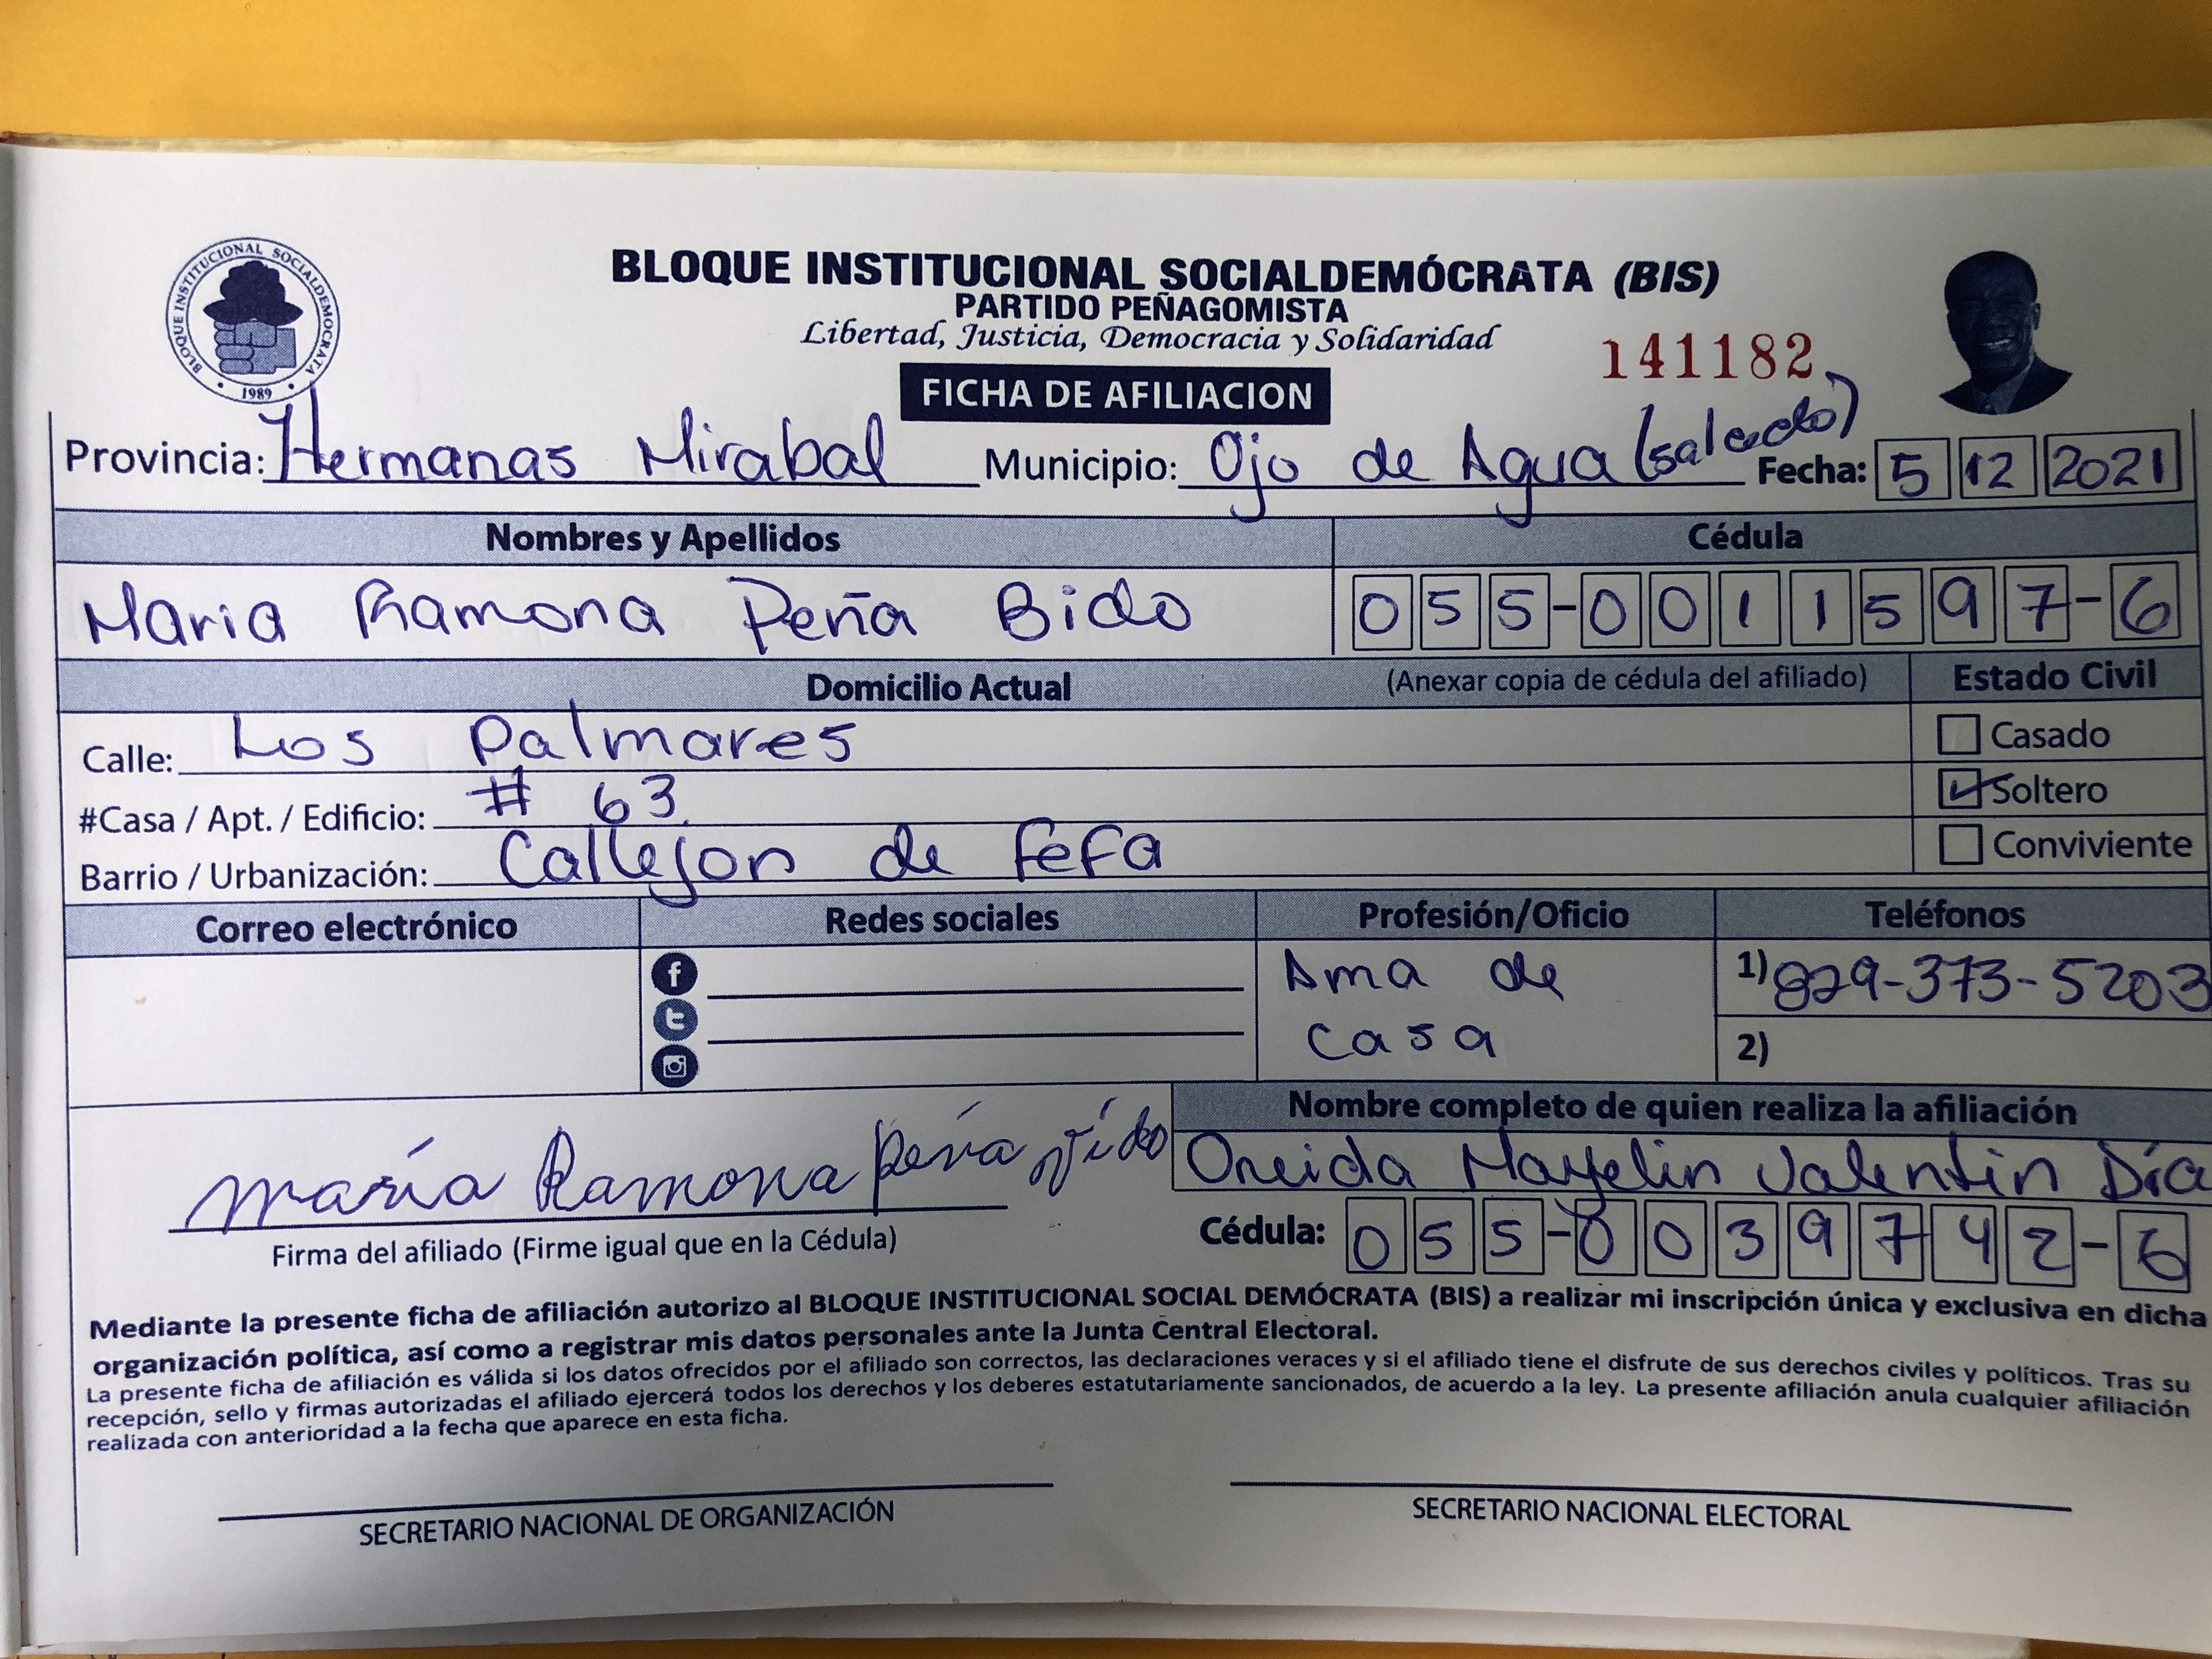 BLOQUE INSTITUCIONAL SOCIALDEMOCRATA
1989
BLOQUE INSTITUCIONAL SOCIALDEMÓCRATA (BIS)
PARTIDO PEÑAGOMISTA
Libertad, Justicia, Democracia y Solidaridad
141182
FICHA DE AFILIACION
Provincia: Hermanas Mirabal Municipio: Ojo de Agua (salcedo) Fecha: 5 12 2021
Nombres y Apellidos Cédula
Maria Ramona Peña Bido 055-0011597-6
Domicilio Actual (Anexar copia de cédula del afiliado) Estado Civil
Calle: Los Palmares Casado
#Casa / Apt. / Edificio: # 63. Soltero
Barrio / Urbanización: Callejon de Fefa Conviviente
Correo electrónico Redes sociales Profesión/Oficio Teléfonos
Ama de 1) 829-373-5203
casa 2)
Nombre completo de quien realiza la afiliación
maría Ramona peña vido Oneida Mayelin Valentin Día
Firma del afiliado (Firme igual que en la Cédula) Cédula: 055-0039742-6
Mediante la presente ficha de afiliación autorizo al BLOQUE INSTITUCIONAL SOCIAL DEMÓCRATA (BIS) a realizar mi inscripción única y exclusiva en dicha
organización política, así como a registrar mis datos personales ante la Junta Central Electoral.
La presente ficha de afiliación es válida si los datos ofrecidos por el afiliado son correctos, las declaraciones veraces y si el afiliado tiene el disfrute de sus derechos civiles y políticos. Tras su
recepción, sello y firmas autorizadas el afiliado ejercerá todos los derechos y los deberes estatutariamente sancionados, de acuerdo a la ley. La presente afiliación anula cualquier afiliación
realizada con anterioridad a la fecha que aparece en esta ficha.
SECRETARIO NACIONAL DE ORGANIZACIÓN SECRETARIO NACIONAL ELECTORAL